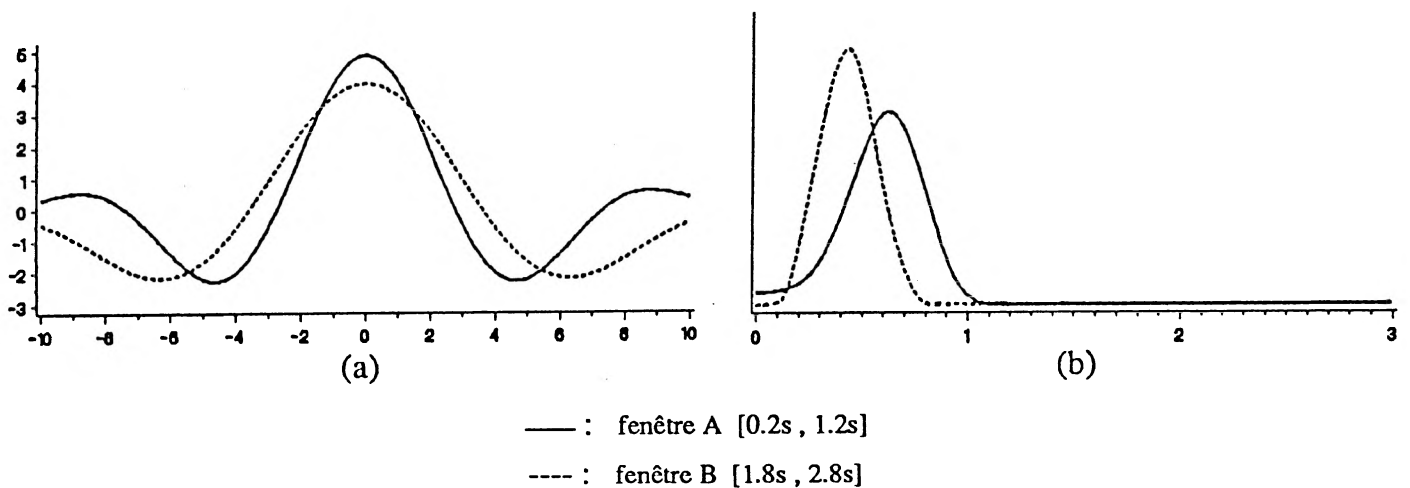 5
4
3
2
1
0
-1
-2
-3
-10 -8 -6 -4 -2 0 2 4 6 8 10
(a)
0 1 2 3
(b)
—— : fenêtre A [0.2s , 1.2s]
---- : fenêtre B [1.8s , 2.8s]